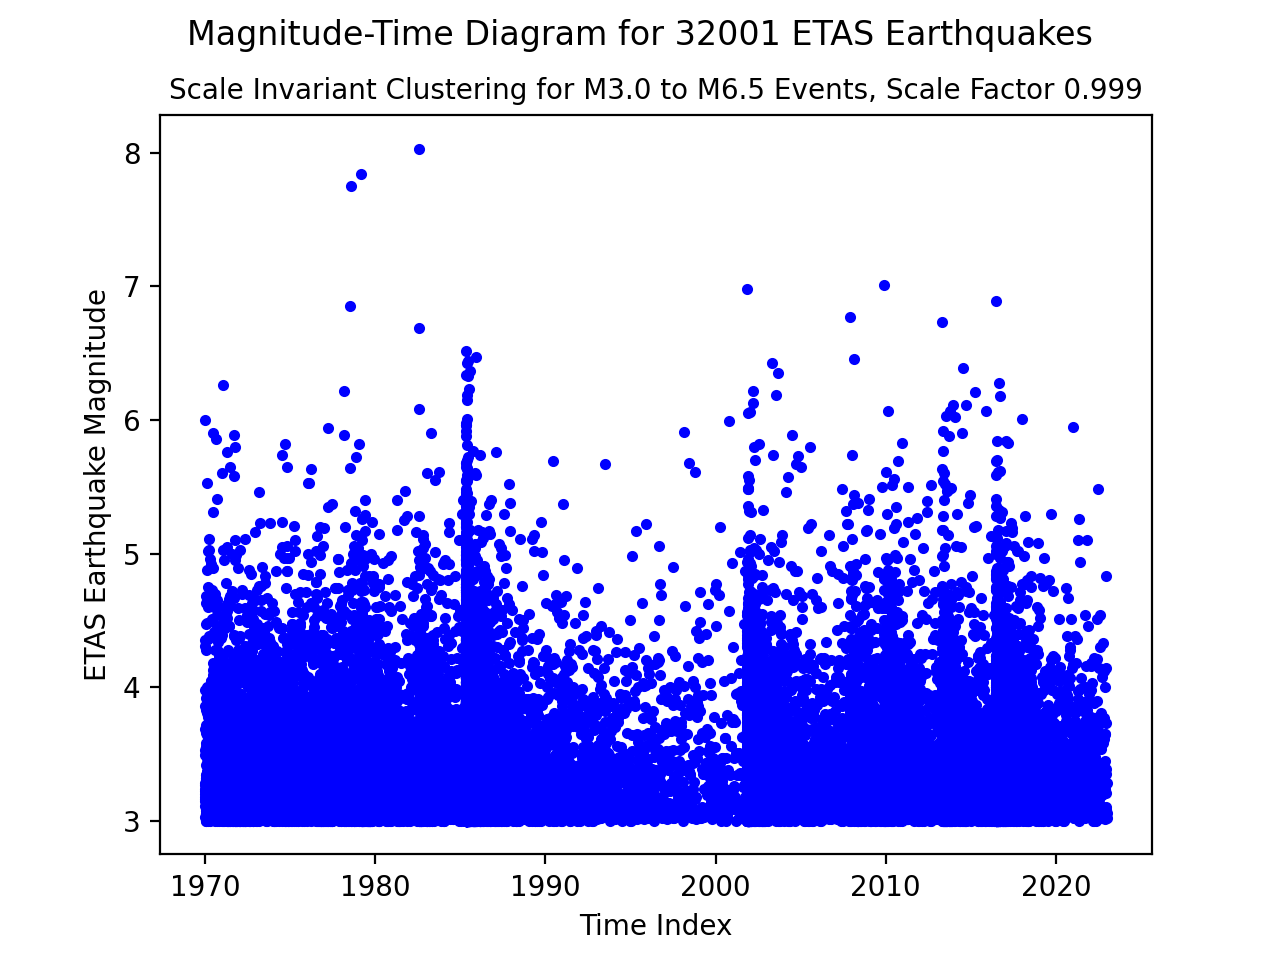 Magnitude-Time Diagram for 32001 ETAS Earthquakes
Scale Invariant Clustering for M3.0 to M6.5 Events, Scale Factor 0.999
ETAS Earthquake Magnitude
8
7
6
5
4
3
1970 1980 1990 2000 2010 2020
Time Index